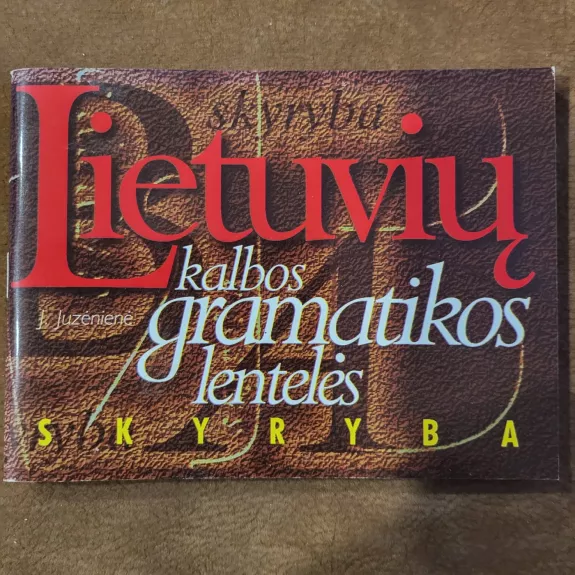 skyryba
Lietuvių
kalbos
J. Juzėnienė
gramatikos
lentelės
SKYRYBA